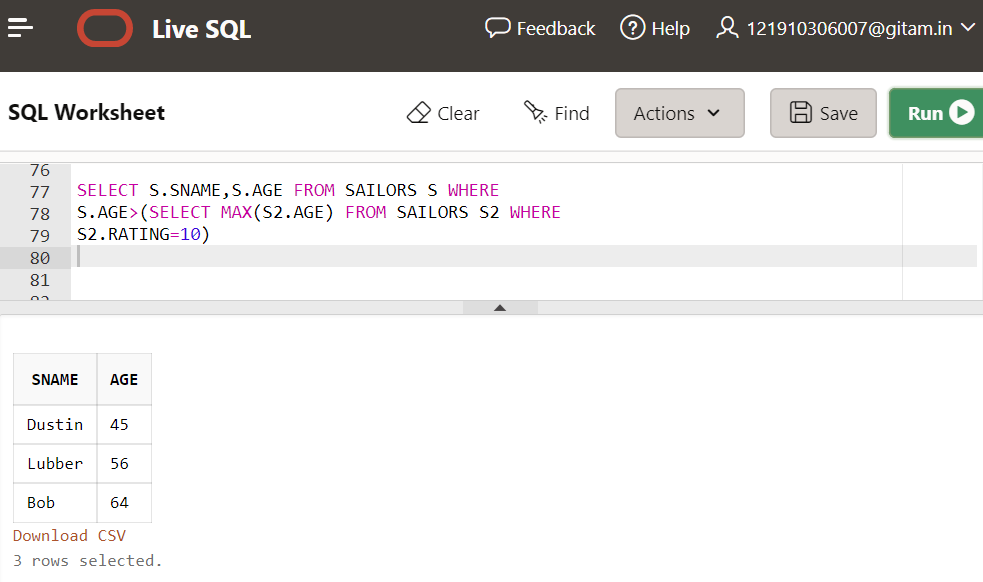 Live SQL
Feedback
Help
121910306007@gitam.in
SQL Worksheet
Clear
Find
Actions
Save
Run
76
77 SELECT S.SNAME,S.AGE FROM SAILORS S WHERE
78 S.AGE>(SELECT MAX(S2.AGE) FROM SAILORS S2 WHERE
79 S2.RATING=10)
80
81
SNAME AGE
Dustin 45
Lubber 56
Bob 64
Download CSV
3 rows selected.